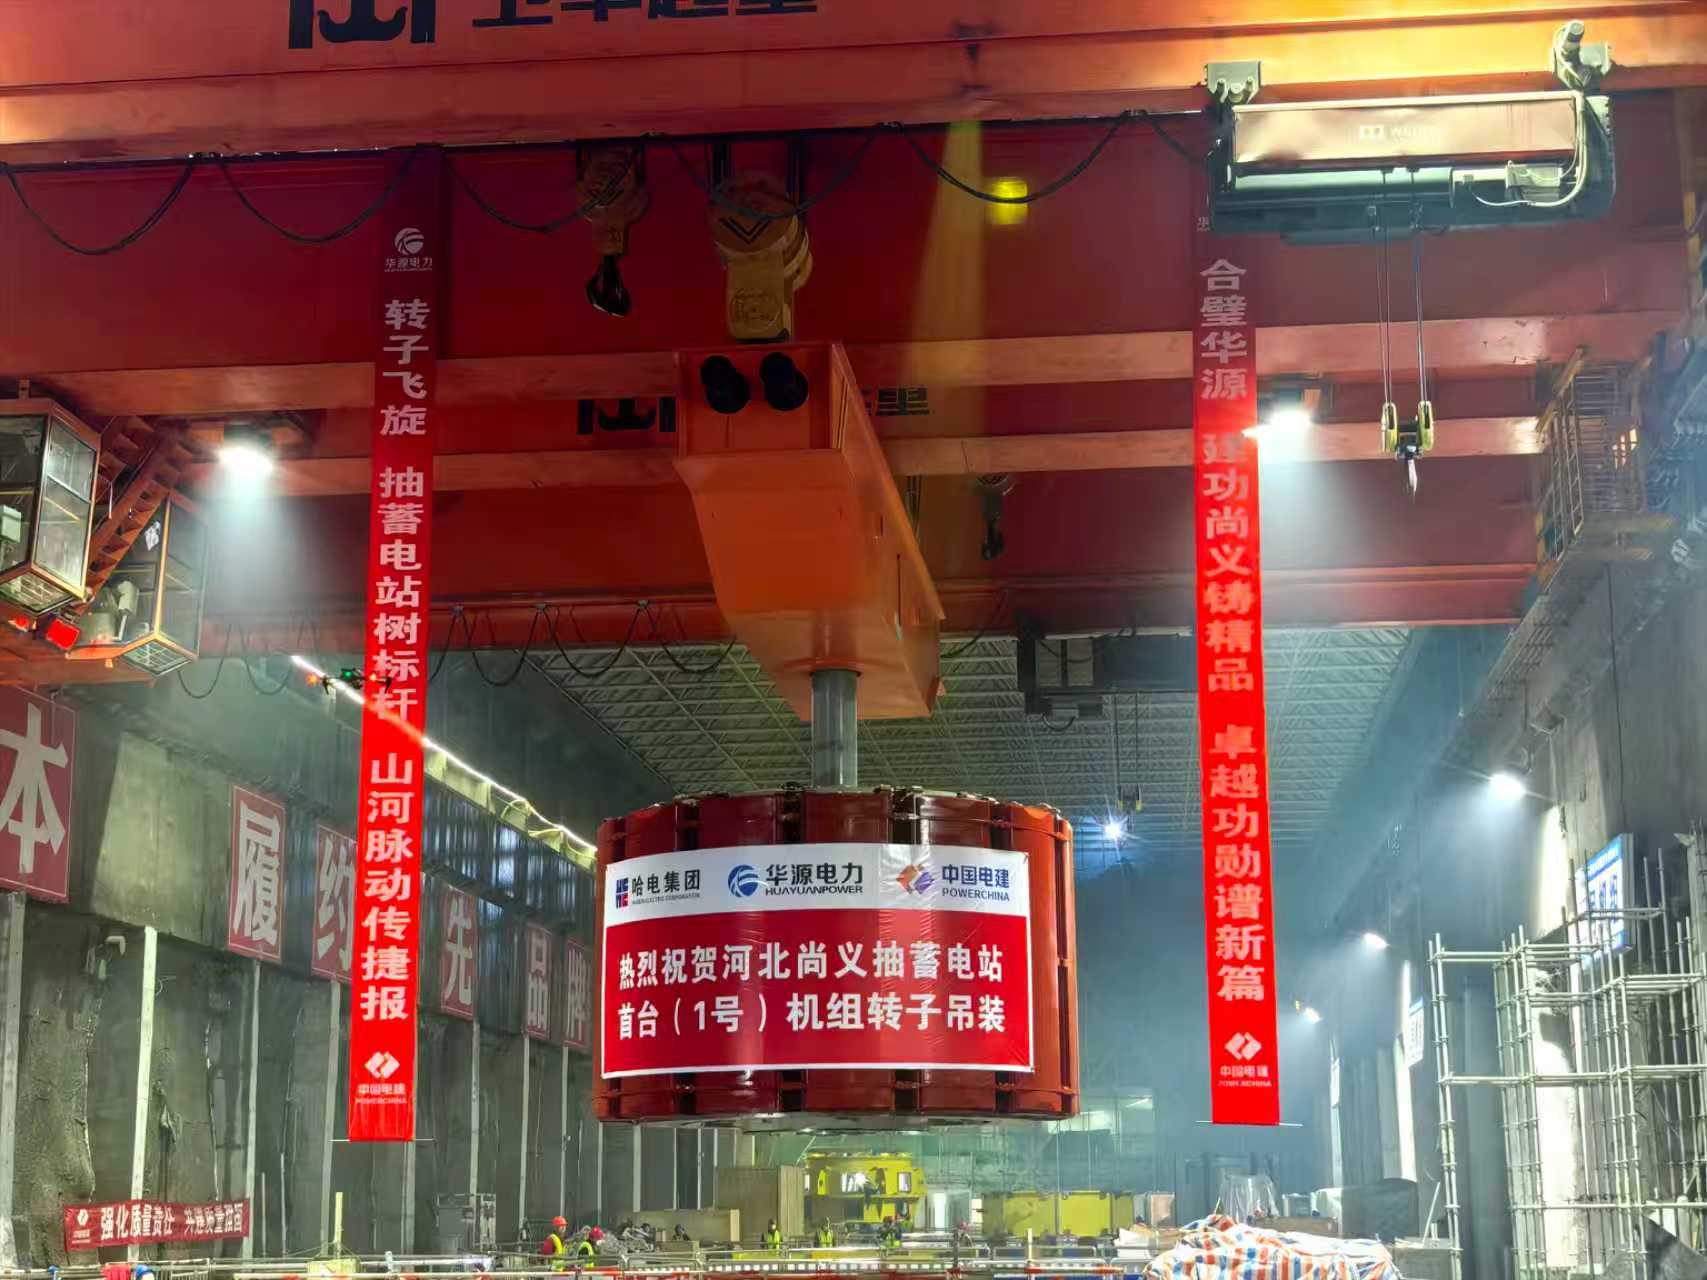 华源电力
转子飞旋 抽蓄电站树标杆 山河脉动传捷报
中国电建
POWERCHINA
合璧华源 建功尚义铸精品 卓越功勋谱新篇
中国电建
POWERCHINA
哈电集团
HARBIN ELECTRIC CORPORATION
华源电力
HUAYUANPOWER
中国电建
POWERCHINA
热烈祝贺河北尚义抽蓄电站
首台（1号）机组转子吊装
本
履
约
先
品
牌
强化质量责任